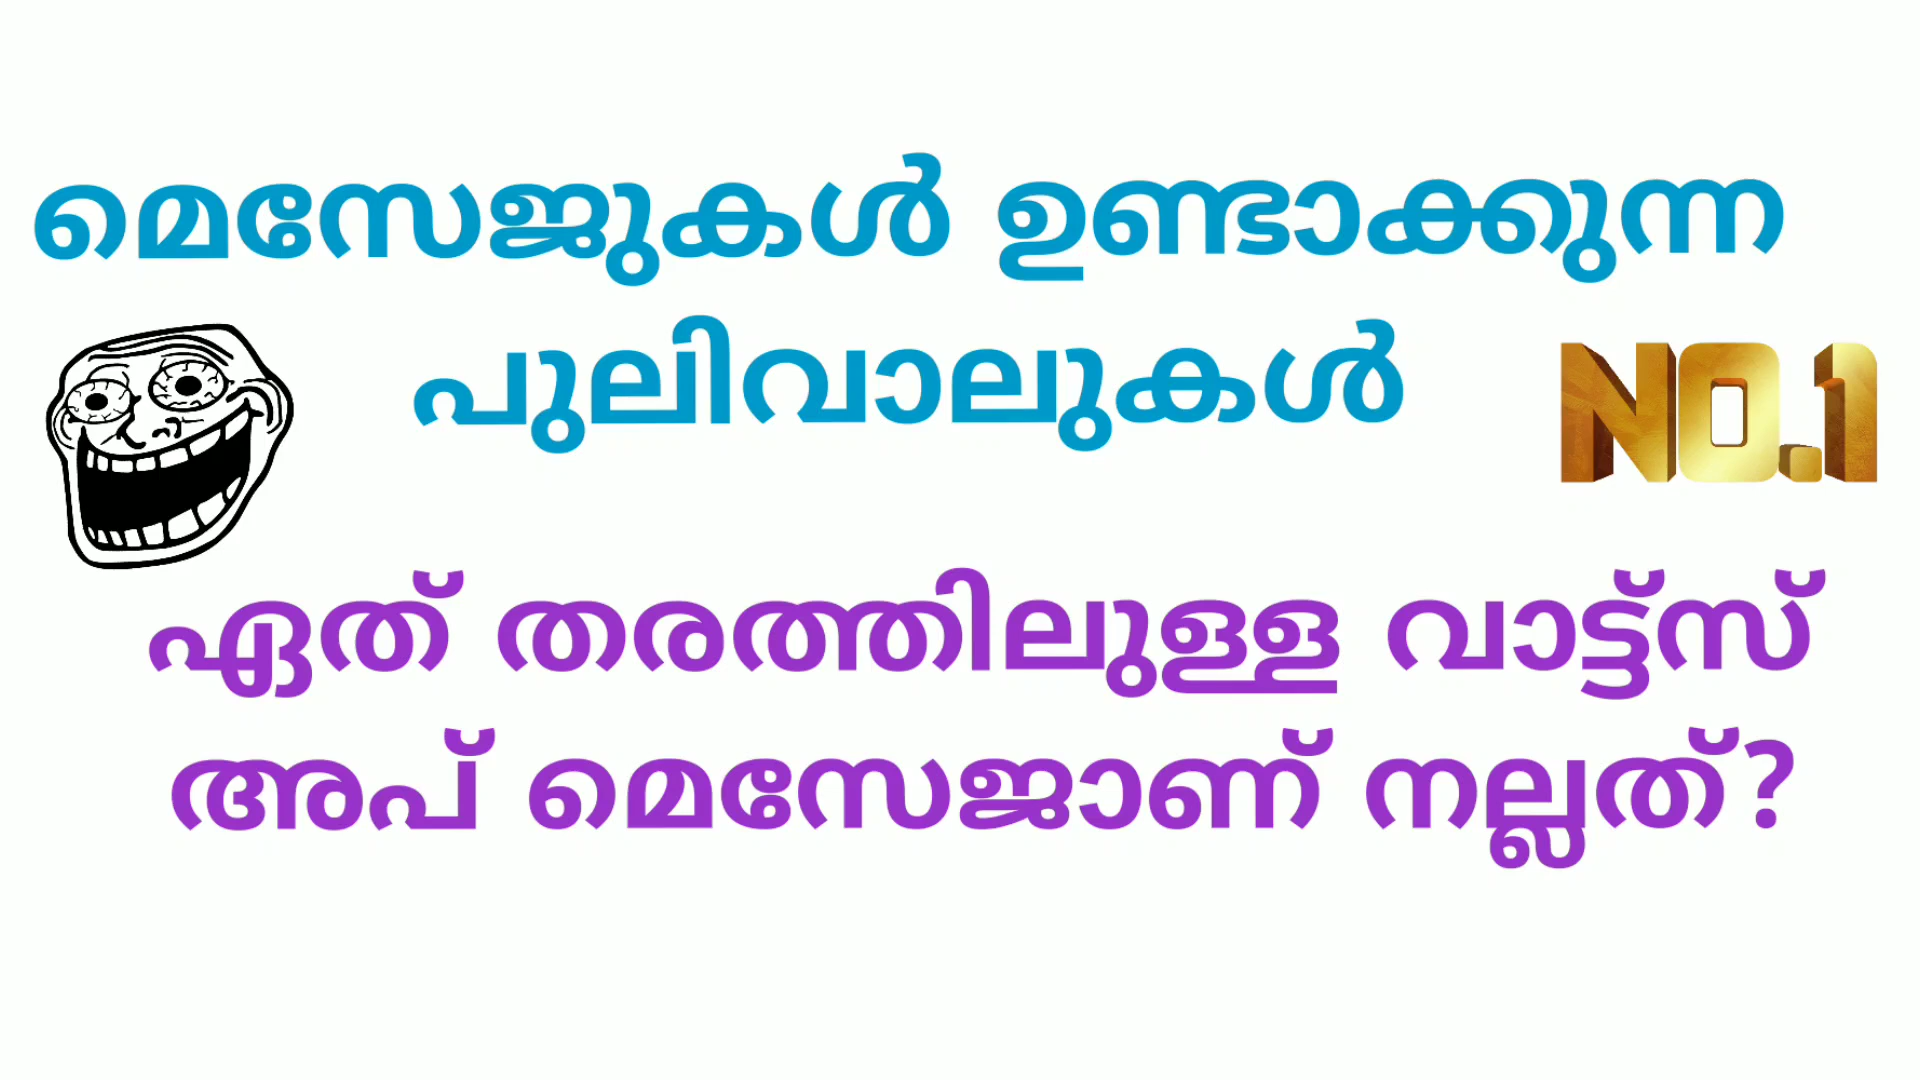 മെസേജുകൾ ഉണ്ടാക്കുന്ന
പുലിവാലുകൾ
NO.1
ഏത് തരത്തിലുള്ള വാട്ട്സ്
അപ് മെസേജാണ് നല്ലത്?